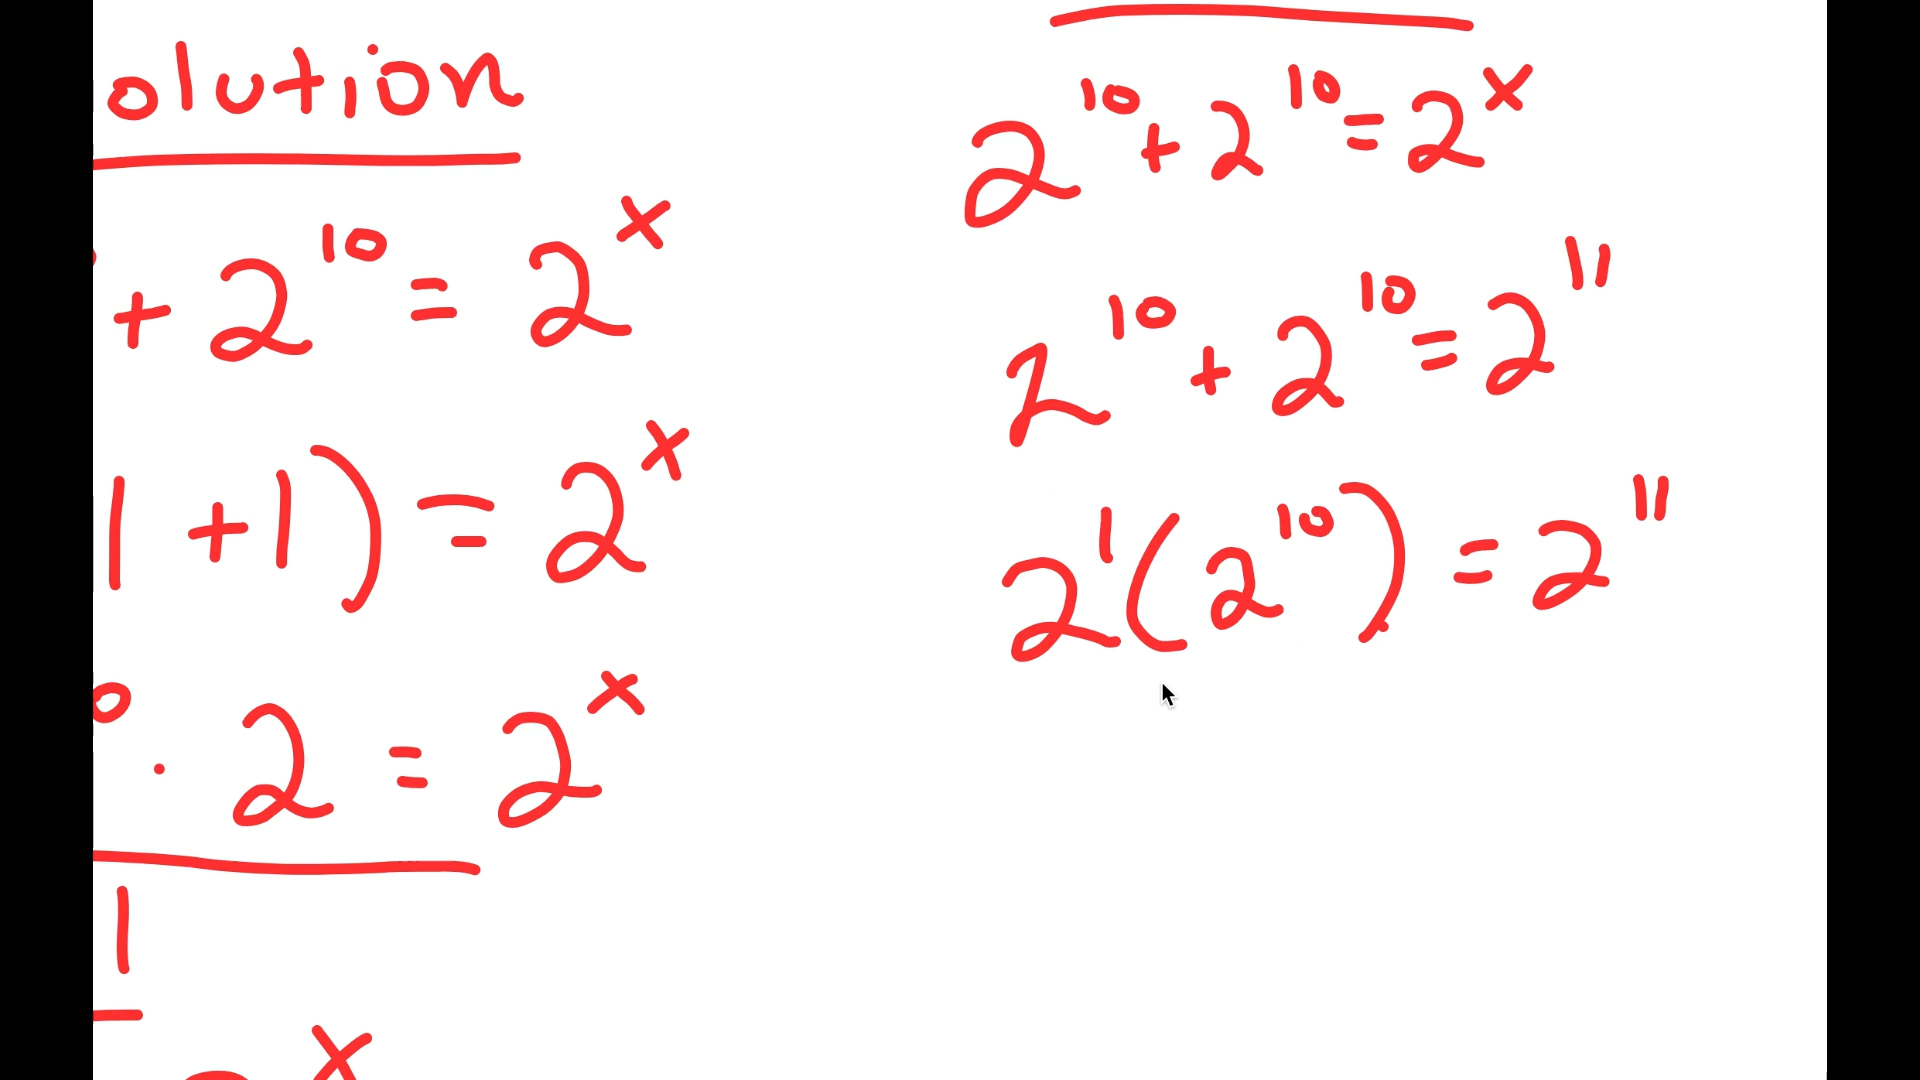 olution
+ 2^10 = 2^x
1 + 1) = 2^x
0 · 2 = 2^x
1
x
2^10 + 2^10 = 2^x
2^10 + 2^10 = 2^11
2^1 (2^10) = 2^11